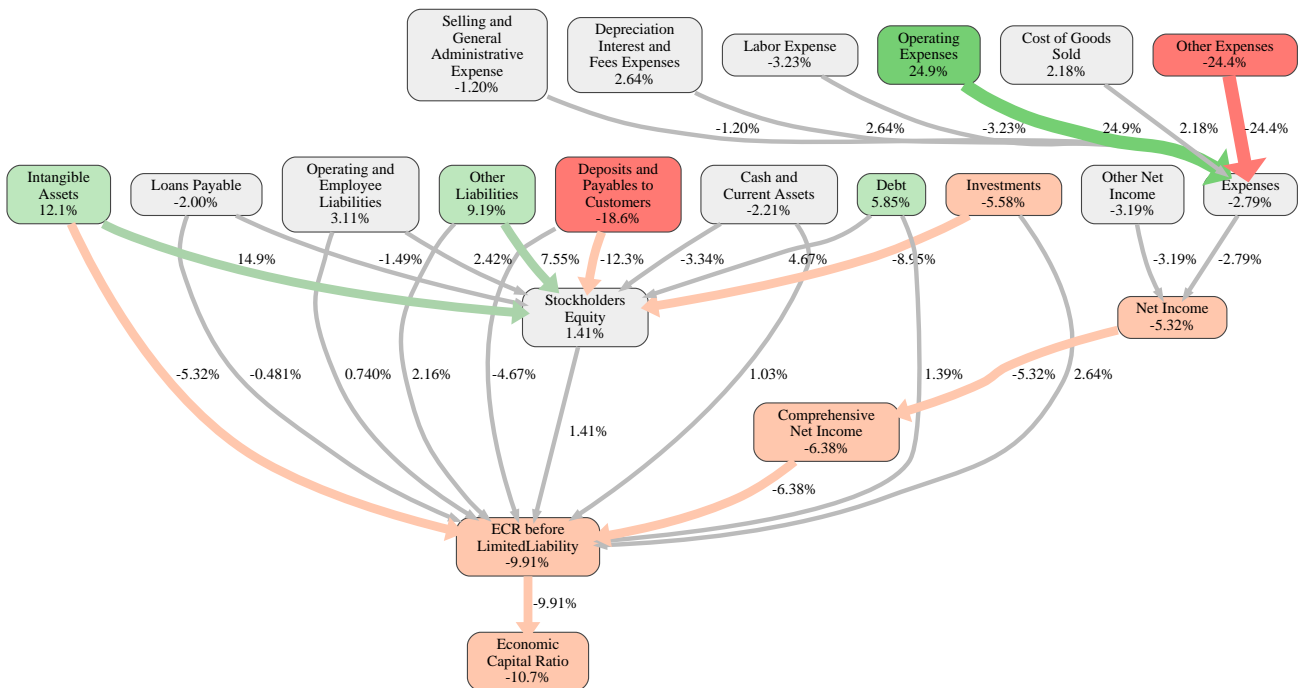 Selling and
General
Administrative
Expense
-1.20%
Depreciation
Interest and
Fees Expenses
2.64%
Labor Expense
-3.23%
Operating
Expenses
24.9%
Cost of Goods
Sold
2.18%
Other Expenses
-24.4%
-1.20%
2.64%
-3.23%
24.9%
2.18%
-24.4%
Intangible
Assets
12.1%
Loans Payable
-2.00%
Operating and
Employee
Liabilities
3.11%
Other
Liabilities
9.19%
Deposits and
Payables to
Customers
-18.6%
Cash and
Current Assets
-2.21%
Debt
5.85%
Investments
-5.58%
Other Net
Income
-3.19%
Expenses
-2.79%
14.9%
-1.49%
2.42%
7.55%
-12.3%
-3.34%
4.67%
-8.95%
-3.19%
-2.79%
Stockholders
Equity
1.41%
Net Income
-5.32%
-5.32%
-0.481%
0.740%
2.16%
-4.67%
1.03%
1.39%
-5.32%
2.64%
Comprehensive
Net Income
-6.38%
1.41%
-6.38%
ECR before
LimitedLiability
-9.91%
-9.91%
Economic
Capital Ratio
-10.7%